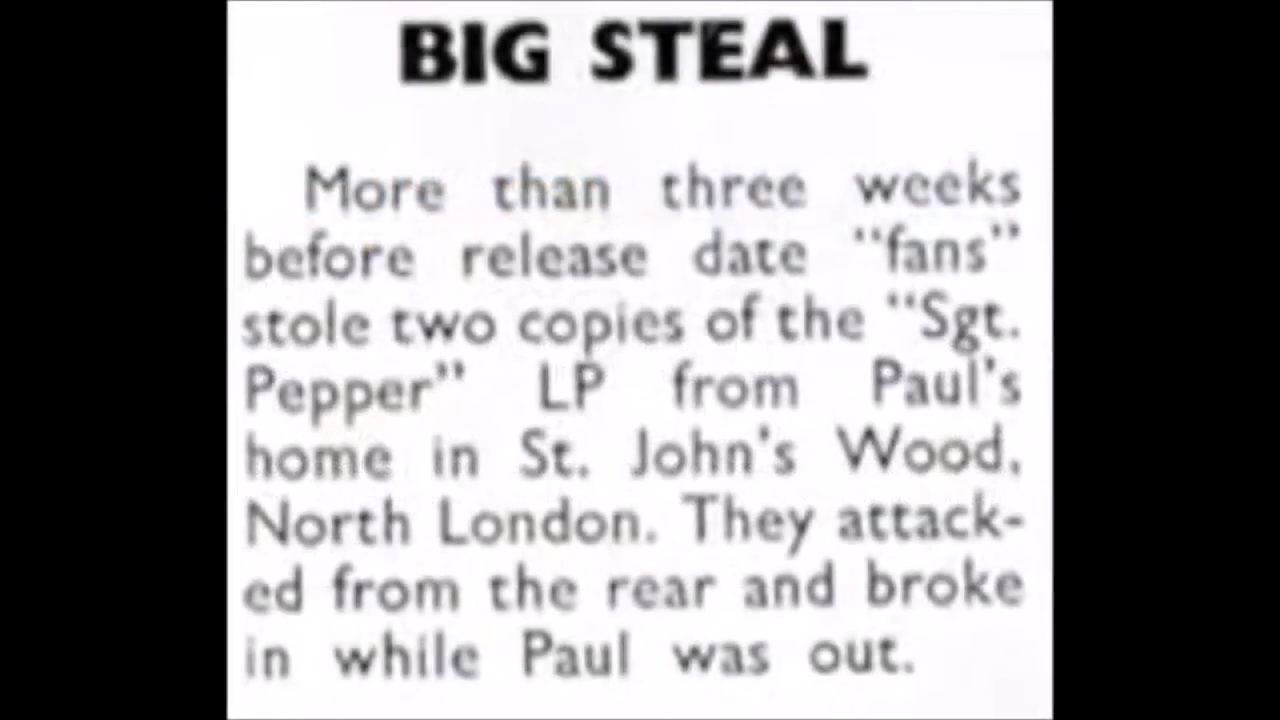 BIG STEAL
More than three weeks
before release date "fans"
stole two copies of the "Sgt.
Pepper" LP from Paul's
home in St. John's Wood,
North London. They attack-
ed from the rear and broke
in while Paul was out.